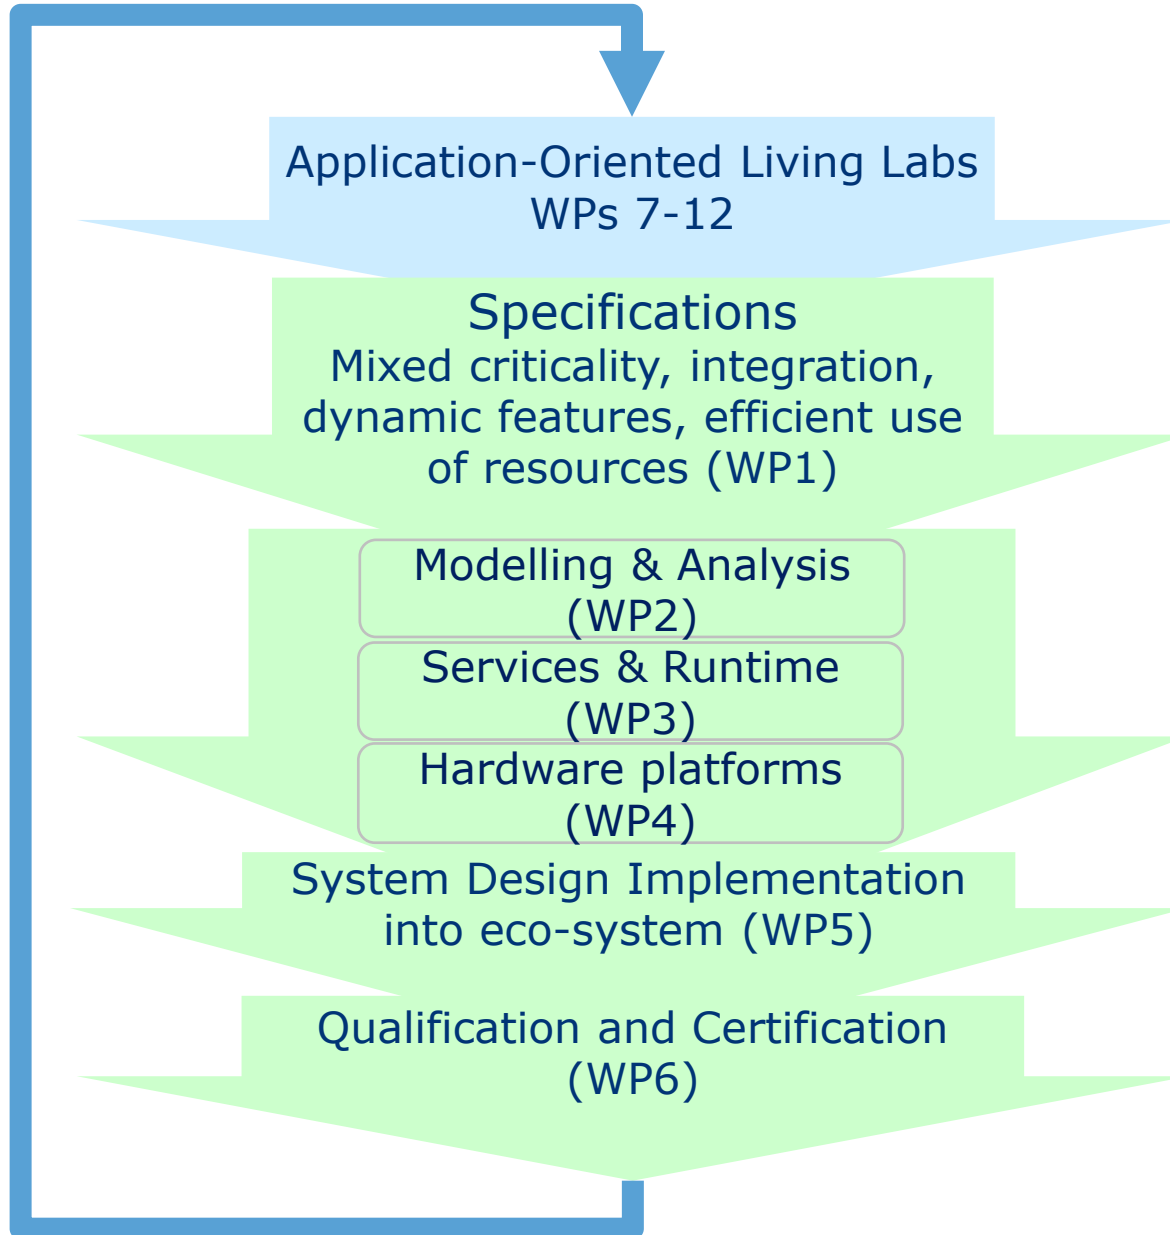 Application-Oriented Living Labs
WPs 7-12
Specifications
Mixed criticality, integration,
dynamic features, efficient use
of resources (WP1)
Modelling & Analysis
(WP2)
Services & Runtime
(WP3)
Hardware platforms
(WP4)
System Design Implementation
into eco-system (WP5)
Qualification and Certification
(WP6)